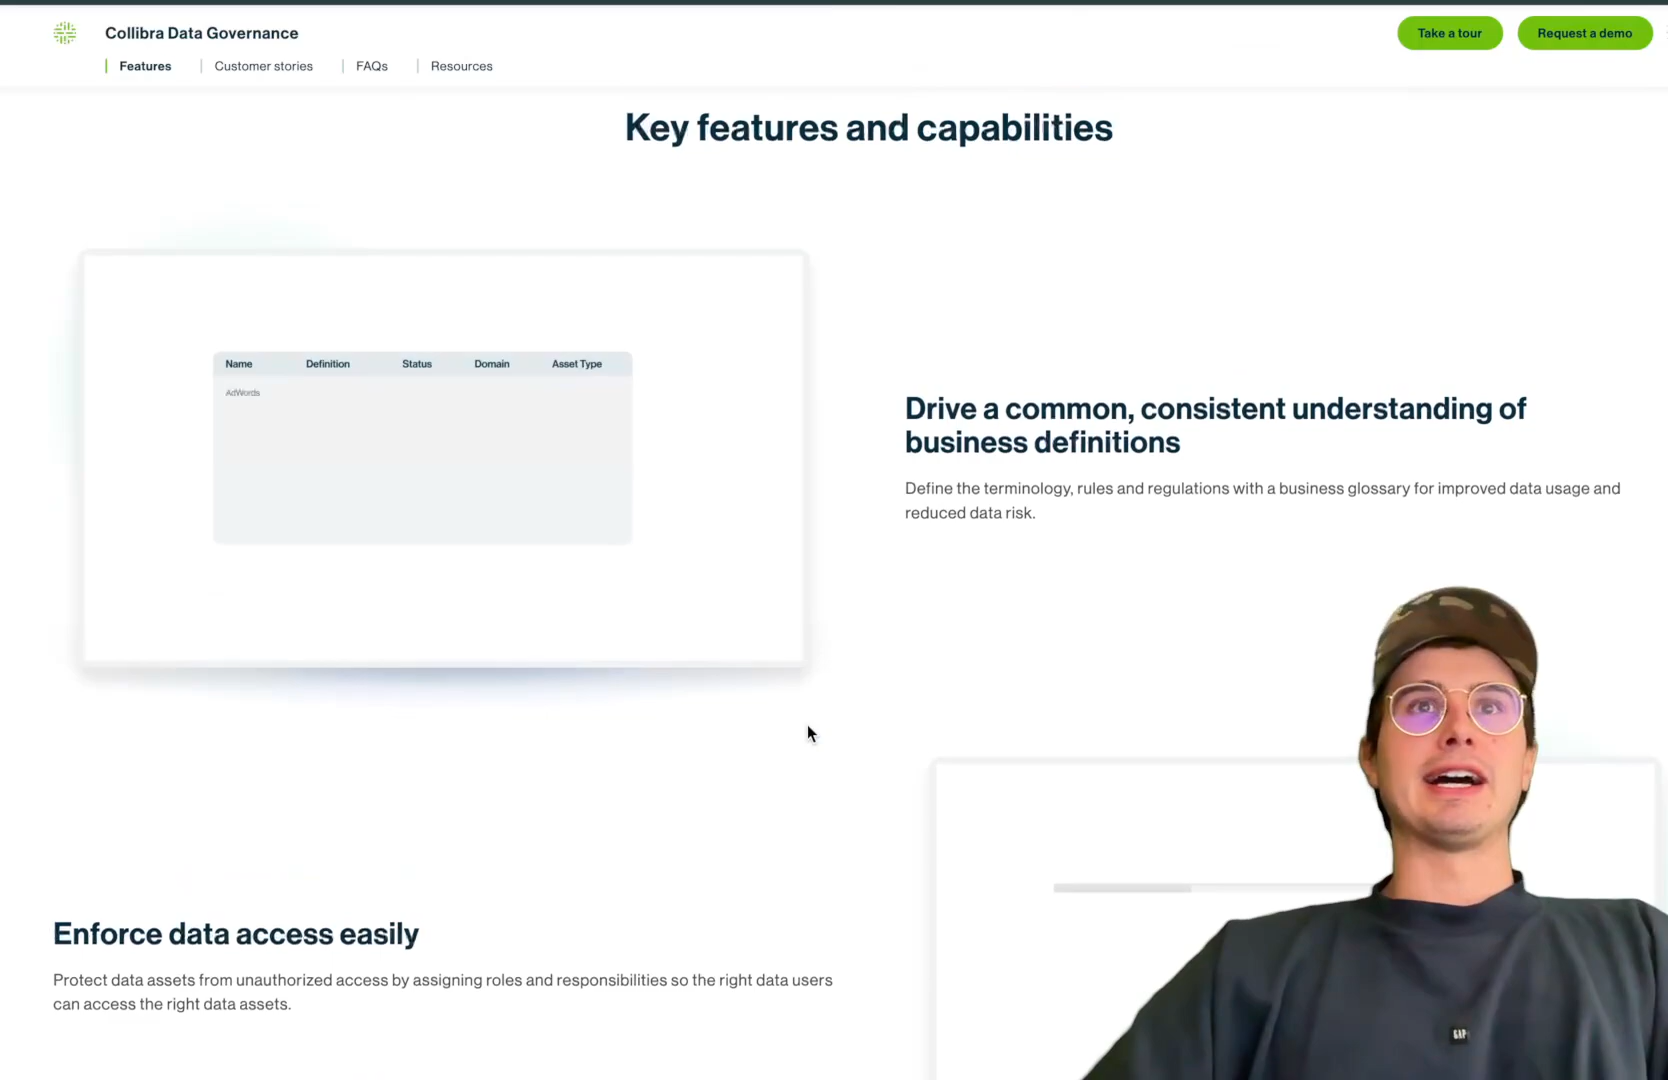 Collibra Data Governance
Take a tour
Request a demo
Features
Customer stories
FAQs
Resources
Key features and capabilities
Name
Definition
Status
Domain
Asset Type
AdWords
Drive a common, consistent understanding of
business definitions
Define the terminology, rules and regulations with a business glossary for improved data usage and
reduced data risk.
Enforce data access easily
Protect data assets from unauthorized access by assigning roles and responsibilities so the right data users
can access the right data assets.
GAP